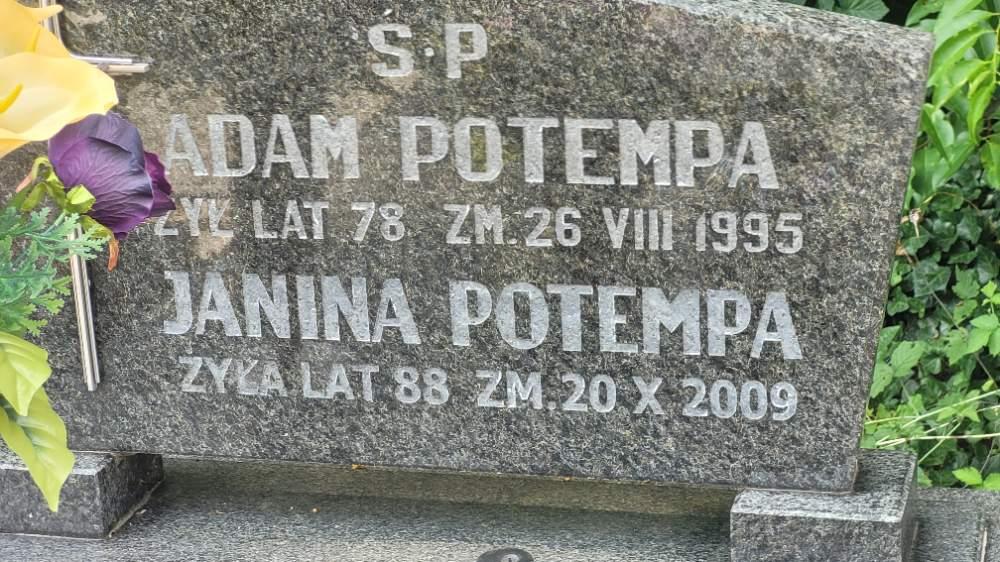 Ś.P
ADAM POTEMPA
ŻYŁ LAT 78 ZM. 26 VIII 1995
JANINA POTEMPA
ŻYŁA LAT 88 ZM. 20 X 2009